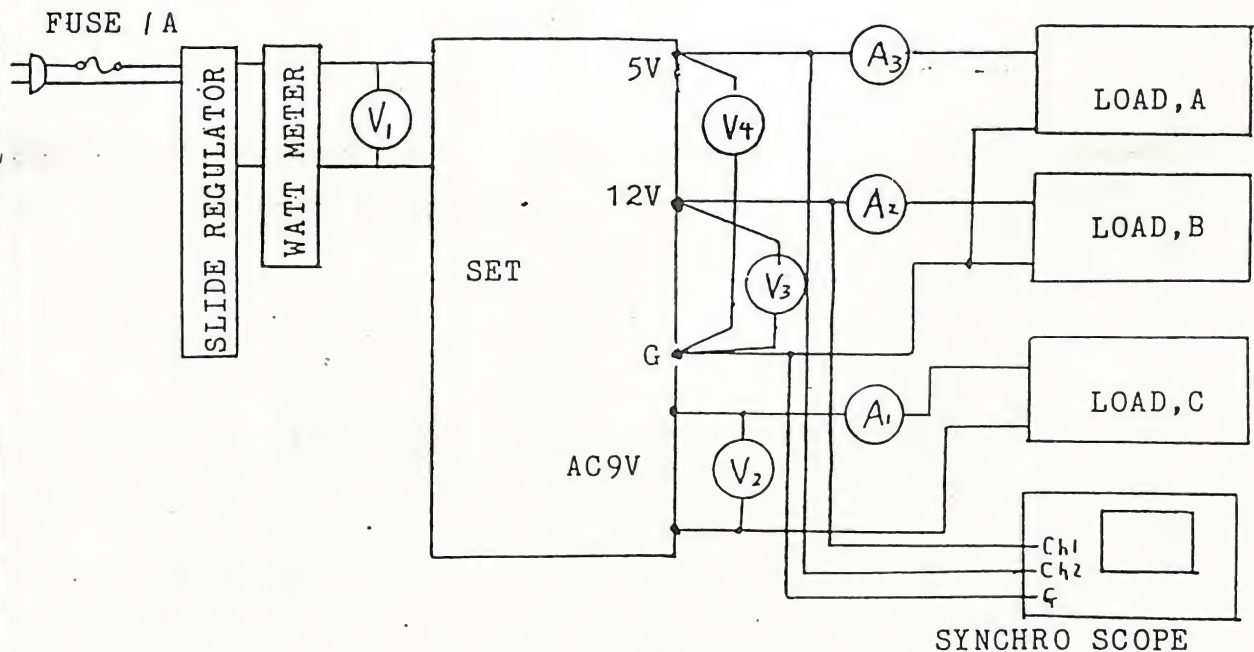 FUSE 1A
SLIDE REGULATOR
WATT METER
V1
SET
5V
12V
G
AC9V
V4
V3
V2
A3
A2
A1
LOAD,A
LOAD,B
LOAD,C
Ch1
Ch2
G
SYNCHRO SCOPE